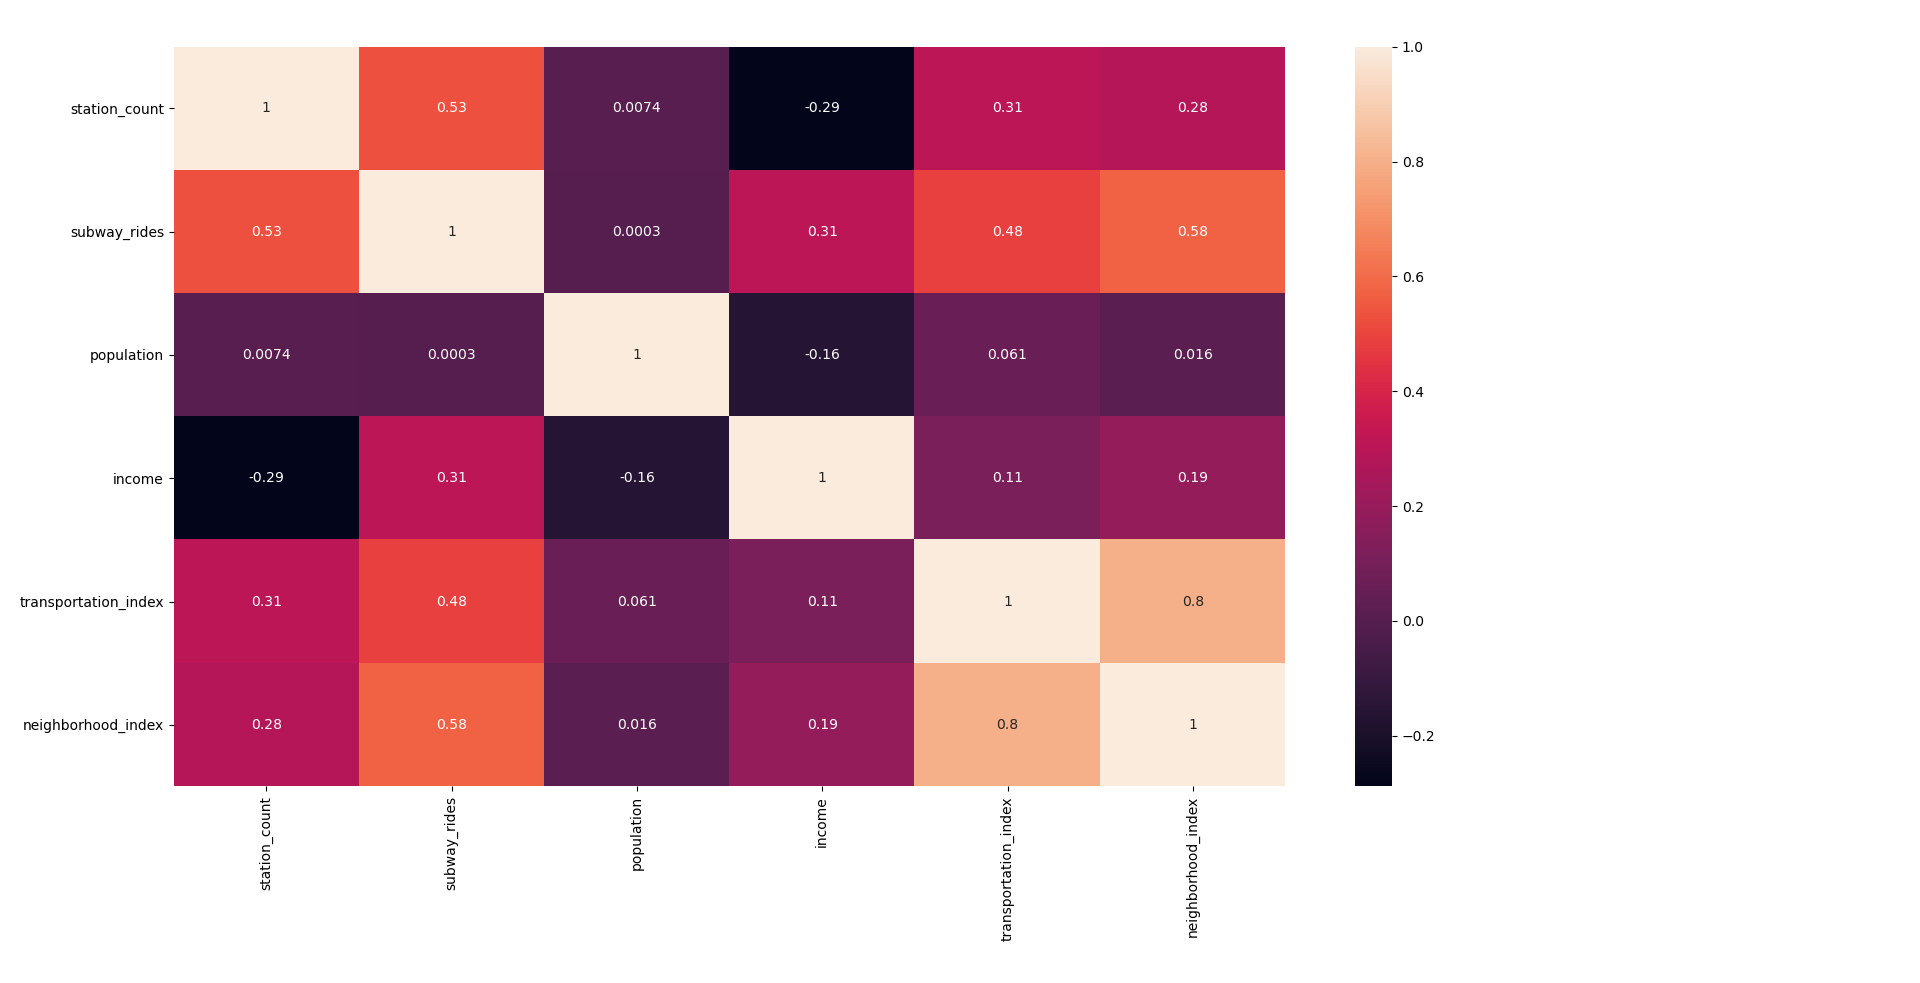 station_count 1 0.53 0.0074 -0.29 0.31 0.28
subway_rides 0.53 1 0.0003 0.31 0.48 0.58
population 0.0074 0.0003 1 -0.16 0.061 0.016
income -0.29 0.31 -0.16 1 0.11 0.19
transportation_index 0.31 0.48 0.061 0.11 1 0.8
neighborhood_index 0.28 0.58 0.016 0.19 0.8 1
station_count subway_rides population income transportation_index neighborhood_index
1.0
0.8
0.6
0.4
0.2
0.0
−0.2